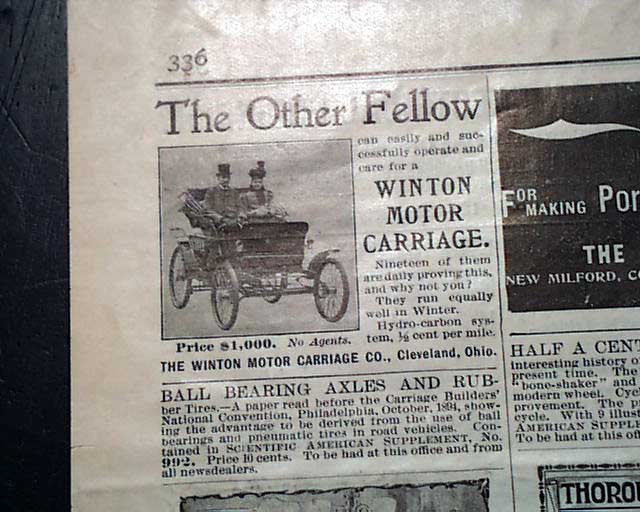 336
The Other Fellow
can easily and suc-
cessfully operate and
care for a
WINTON
MOTOR
CARRIAGE.
Nineteen of them
are daily proving this,
and why not you?
They run equally
well in Winter.
Hydro-carbon sys-
tem, ½ cent per mile.
Price $1,000. No Agents.
THE WINTON MOTOR CARRIAGE CO., Cleveland, Ohio.
BALL BEARING AXLES AND RUB-
ber Tires.—A paper read before the Carriage Builders'
National Convention, Philadelphia, October, 1894, show-
ing the advantage to be derived from the use of ball
bearings and pneumatic tires in road vehicles. Con-
tained in SCIENTIFIC AMERICAN SUPPLEMENT, No.
992. Price 10 cents. To be had at this office and from
all newsdealers.
FOR MAKING Por
THE
NEW MILFORD, CO
HALF A CENT
interesting history o
present time. The
"bone-shaker" and
modern wheel. Cyc
provement. The p
cycle. With 9 illus
AMERICAN SUPPLE
To be had at this o
THOROU